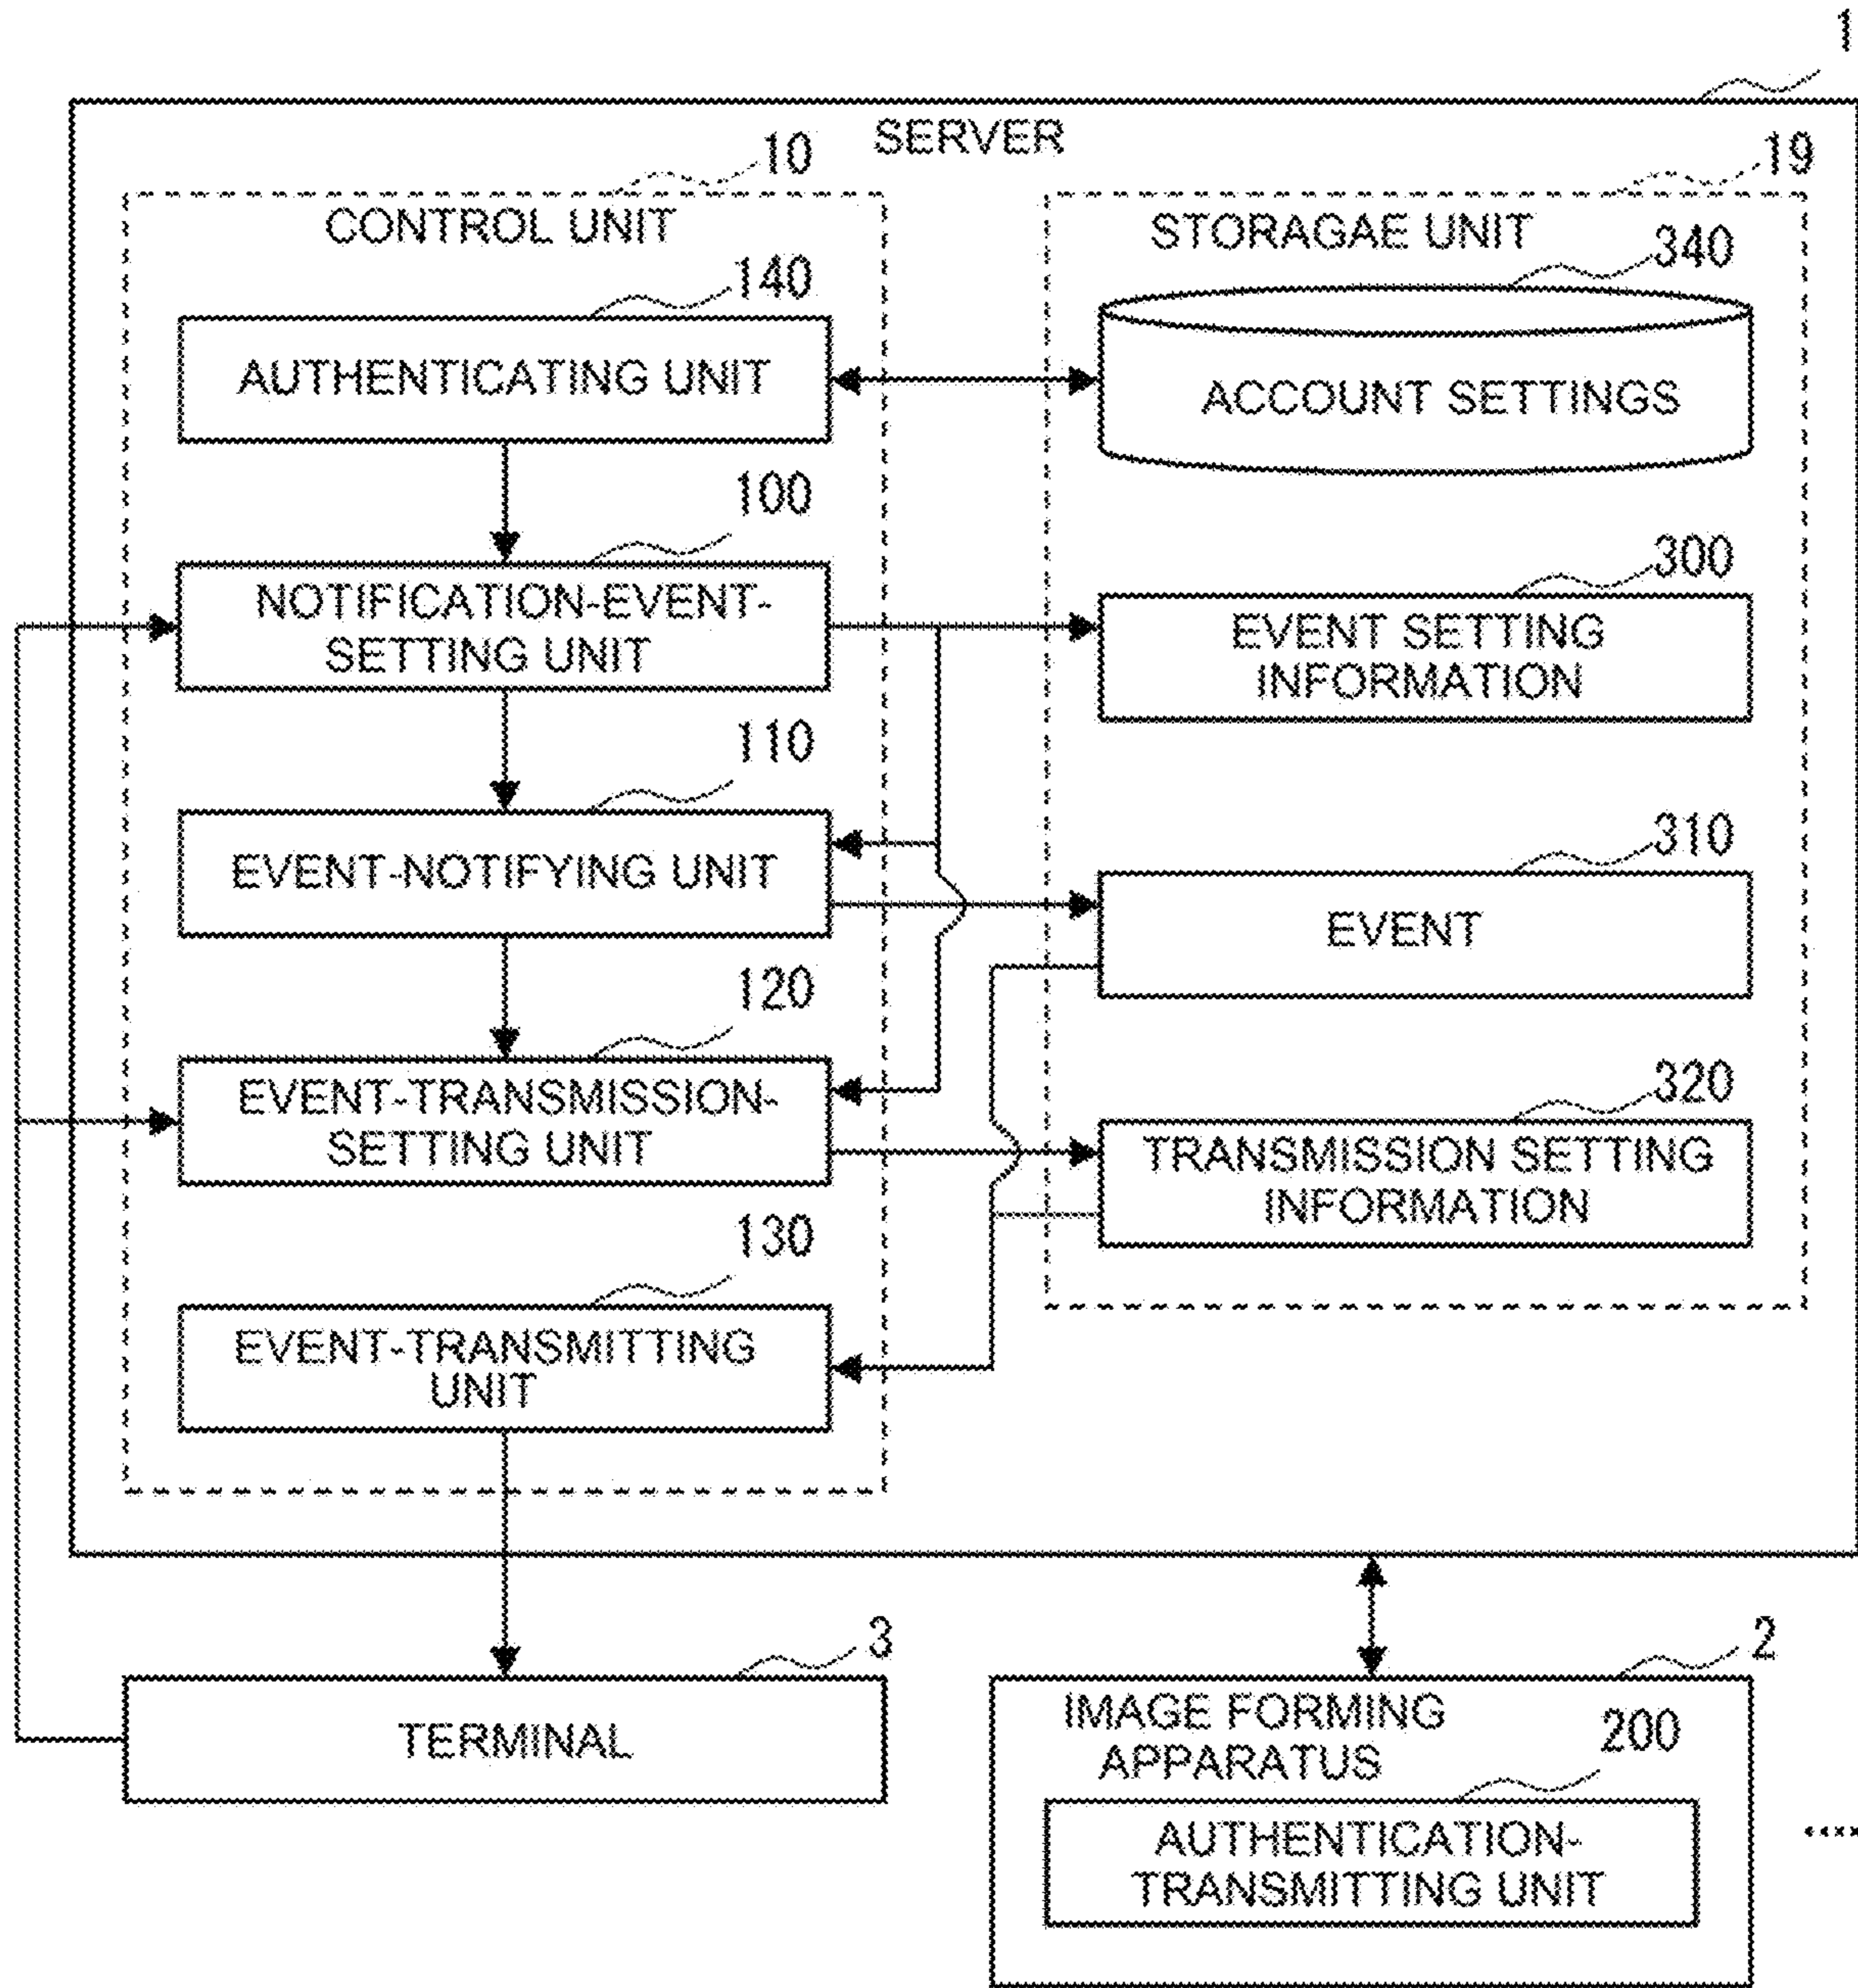 1
SERVER
10
19
CONTROL UNIT
STORAGAE UNIT
140
340
AUTHENTICATING UNIT
ACCOUNT SETTINGS
100
300
NOTIFICATION-EVENT-
SETTING UNIT
EVENT SETTING
INFORMATION
110
310
EVENT-NOTIFYING UNIT
EVENT
120
320
EVENT-TRANSMISSION-
SETTING UNIT
TRANSMISSION SETTING
INFORMATION
130
EVENT-TRANSMITTING
UNIT
3
2
TERMINAL
IMAGE FORMING
APPARATUS
200
AUTHENTICATION-
TRANSMITTING UNIT